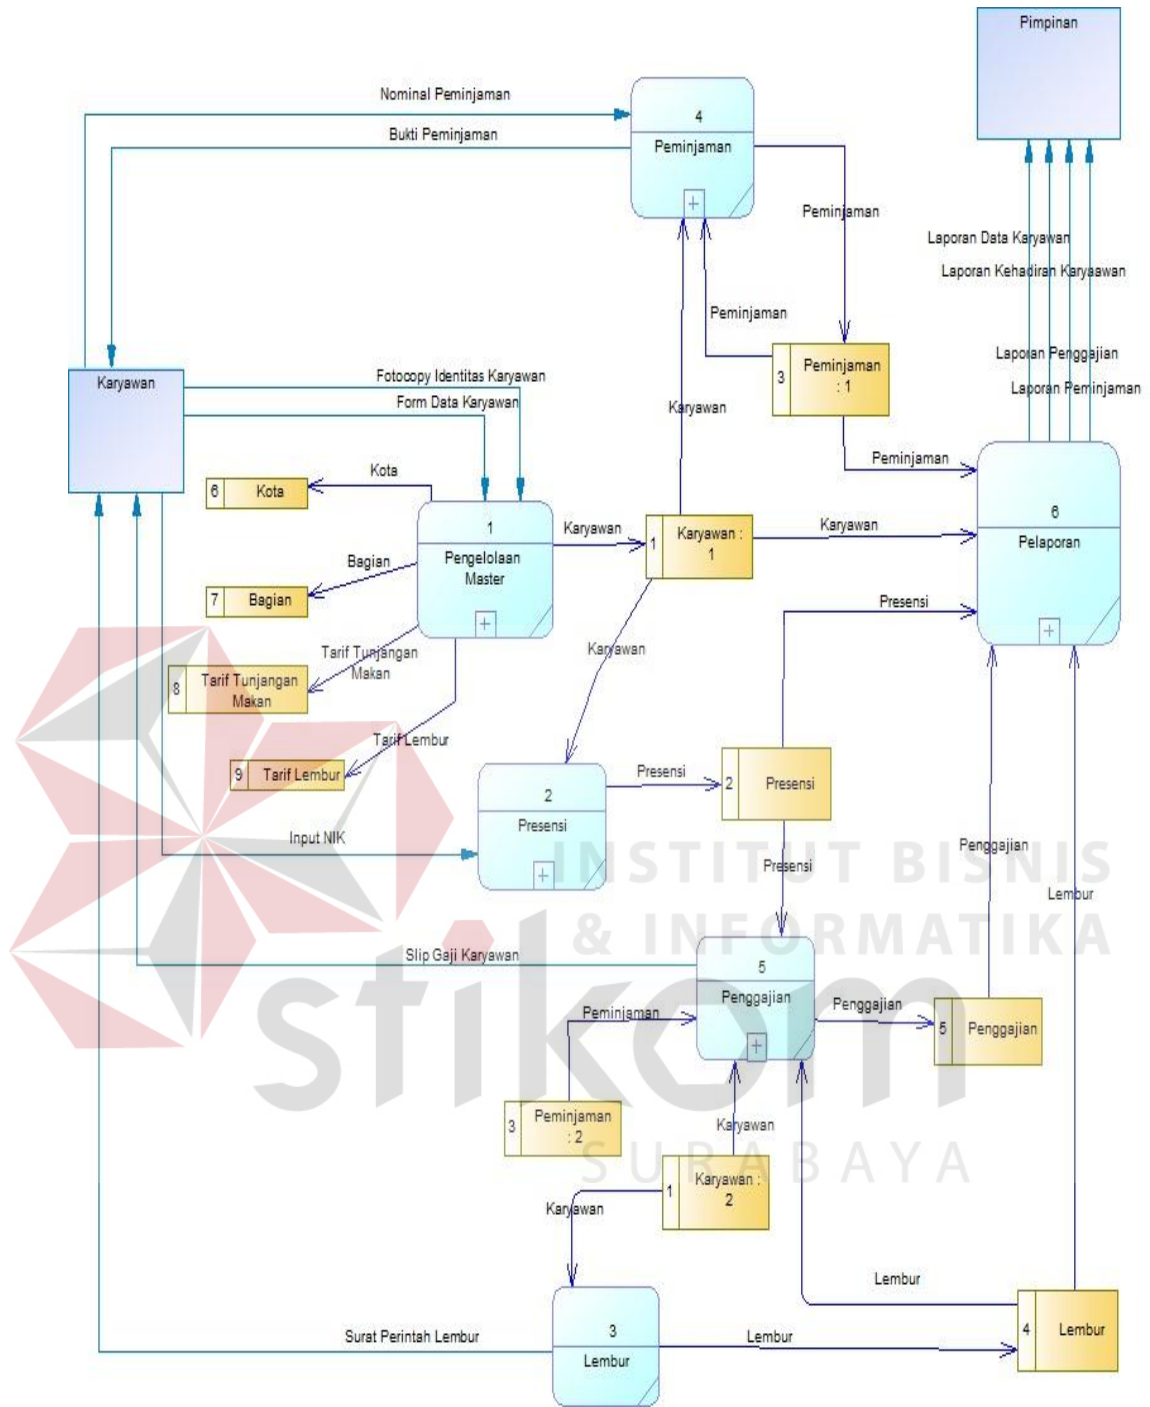 Pimpinan
Nominal Peminjaman
4
Bukti Peminjaman
Peminjaman
Peminjaman
Laporan Data Karyawan
Laporan Kehadiran Karyaawan
Peminjaman
Laporan Penggajian
Laporan Peminjaman
3
Peminjaman
: 1
Karyawan
Fotocopy Identitas Karyawan
Form Data Karyawan
Karyawan
Peminjaman
Kota
6
Kota
1
Pengelolaan
Master
Karyawan
1
Karyawan :
1
Karyawan
6
Pelaporan
Bagian
7
Bagian
Presensi
Tarif Tunjangan
Makan
Karyawan
8
Tarif Tunjangan
Makan
Tarif Lembur
9
Tarif Lembur
2
Presensi
Presensi
2
Presensi
Input NIK
Presensi
Penggajian
Lembur
INSTITUT BISNIS
& INFORMATIKA
stikom
SURABAYA
Slip Gaji Karyawan
5
Penggajian
Peminjaman
Penggajian
5
Penggajian
3
Peminjaman
: 2
Karyawan
1
Karyawan :
2
Karyawan
Lembur
4
Lembur
Surat Perintah Lembur
3
Lembur
Lembur